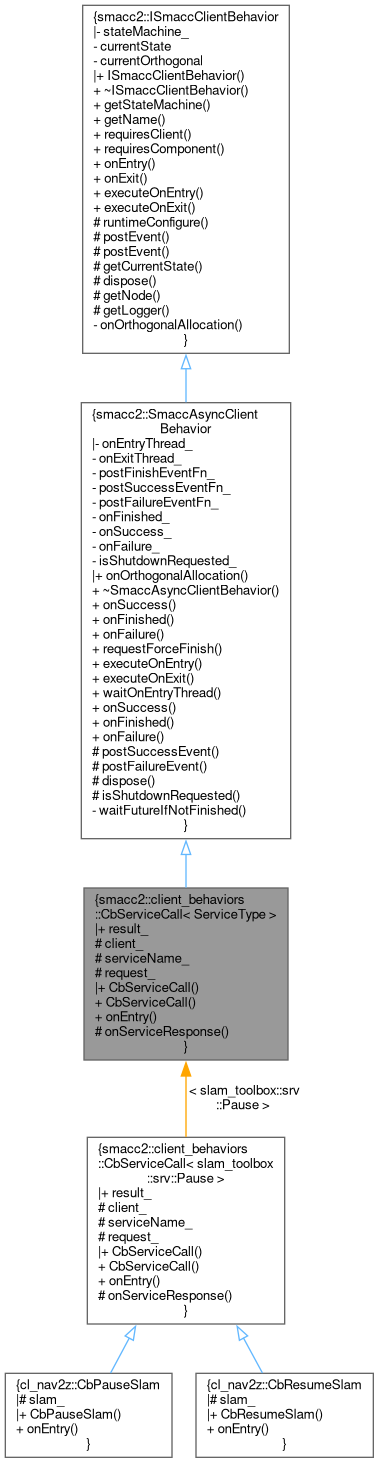 {smacc2::ISmaccClientBehavior
|- stateMachine_
- currentState
- currentOrthogonal
|+ ISmaccClientBehavior()
+ ~ISmaccClientBehavior()
+ getStateMachine()
+ getName()
+ requiresClient()
+ requiresComponent()
+ onEntry()
+ onExit()
+ executeOnEntry()
+ executeOnExit()
# runtimeConfigure()
# postEvent()
# postEvent()
# getCurrentState()
# dispose()
# getNode()
# getLogger()
- onOrthogonalAllocation()
}
{smacc2::SmaccAsyncClient
Behavior
|- onEntryThread_
- onExitThread_
- postFinishEventFn_
- postSuccessEventFn_
- postFailureEventFn_
- onFinished_
- onSuccess_
- onFailure_
- isShutdownRequested_
|+ onOrthogonalAllocation()
+ ~SmaccAsyncClientBehavior()
+ onSuccess()
+ onFinished()
+ onFailure()
+ requestForceFinish()
+ executeOnEntry()
+ executeOnExit()
+ waitOnEntryThread()
+ onSuccess()
+ onFinished()
+ onFailure()
# postSuccessEvent()
# postFailureEvent()
# dispose()
# isShutdownRequested()
- waitFutureIfNotFinished()
}
{smacc2::client_behaviors
::CbServiceCall< ServiceType >
|+ result_
# client_
# serviceName_
# request_
|+ CbServiceCall()
+ CbServiceCall()
+ onEntry()
# onServiceResponse()
}
< slam_toolbox::srv
::Pause >
{smacc2::client_behaviors
::CbServiceCall< slam_toolbox
::srv::Pause >
|+ result_
# client_
# serviceName_
# request_
|+ CbServiceCall()
+ CbServiceCall()
+ onEntry()
# onServiceResponse()
}
{cl_nav2z::CbPauseSlam
|# slam_
|+ CbPauseSlam()
+ onEntry()
}
{cl_nav2z::CbResumeSlam
|# slam_
|+ CbResumeSlam()
+ onEntry()
}